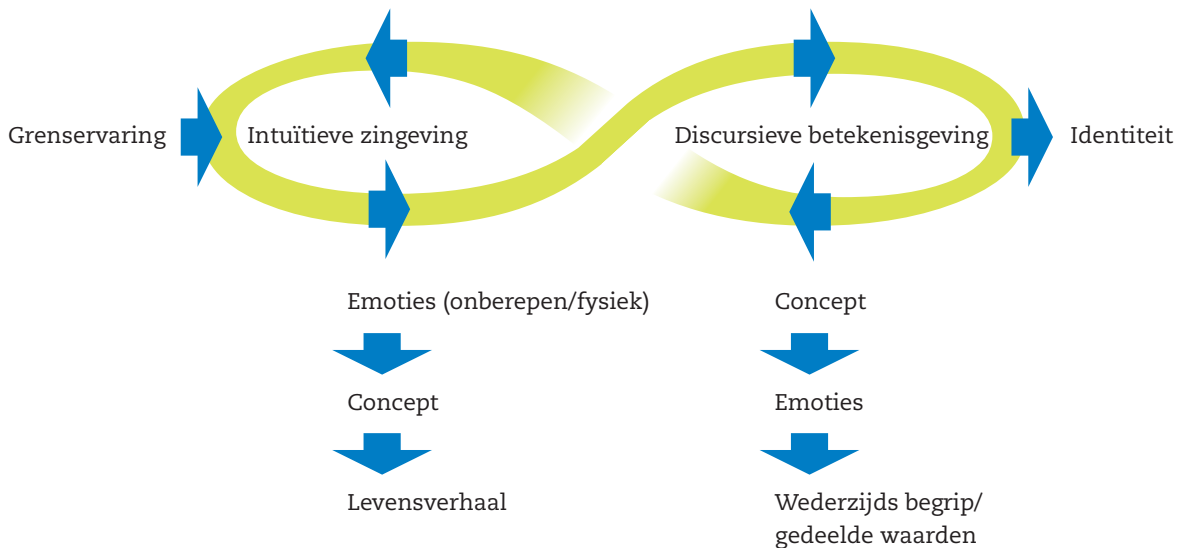 Grenservaring
Intuïtieve zingeving
Discursieve betekenisgeving
Identiteit
Emoties (onberepen/fysiek)
Concept
Levensverhaal
Concept
Emoties
Wederzijds begrip/
gedeelde waarden